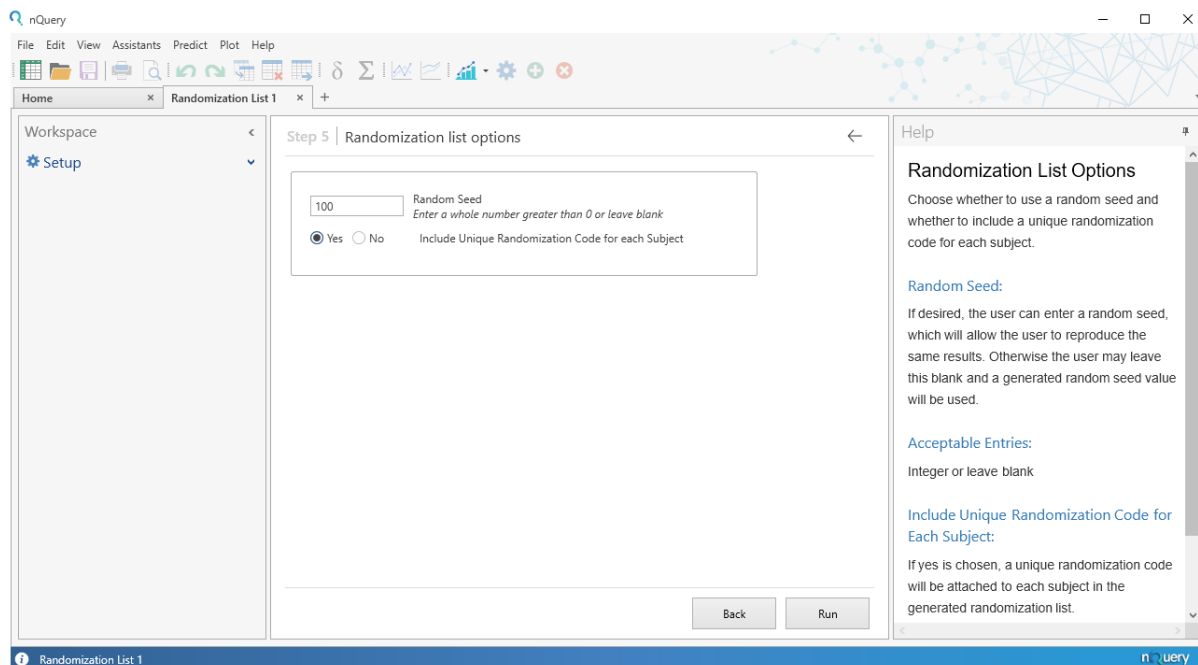 nQuery
File Edit View Assistants Predict Plot Help
δ Σ
Home × Randomization List 1 × +
Workspace <
Setup
Step 5 Randomization list options
100
Random Seed
Enter a whole number greater than 0 or leave blank
Yes No Include Unique Randomization Code for each Subject
Back Run
Help
Randomization List Options
Choose whether to use a random seed and
whether to include a unique randomization
code for each subject.
Random Seed:
If desired, the user can enter a random seed,
which will allow the user to reproduce the
same results. Otherwise the user may leave
this blank and a generated random seed value
will be used.
Acceptable Entries:
Integer or leave blank
Include Unique Randomization Code for
Each Subject:
If yes is chosen, a unique randomization code
will be attached to each subject in the
generated randomization list.
Randomization List 1
nQuery